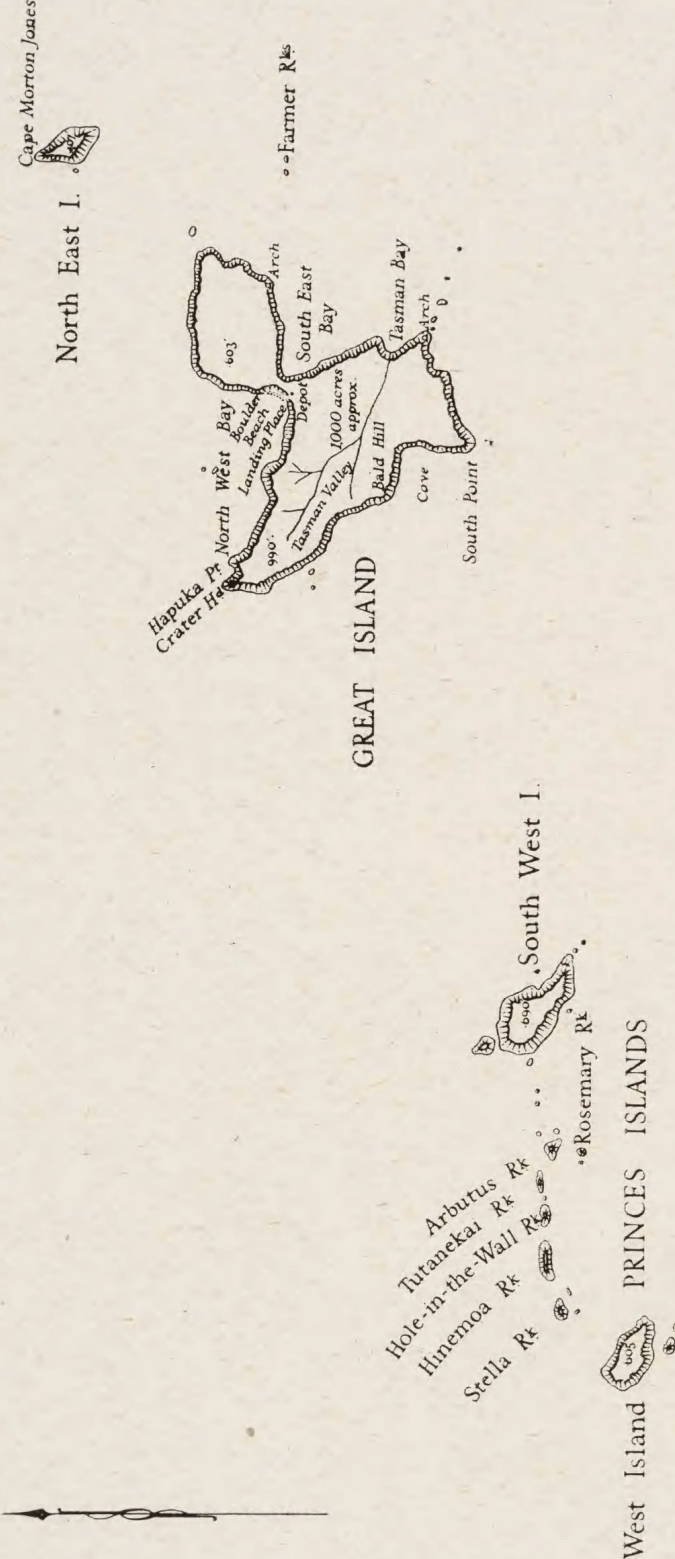 Cape Morton Jones
North East I.
Farmer Rks
603'
Arch
South East
Bay
North West Bay
Boulder
Beach
Landing Place
Depot
Hapuka Pt
Crater Hd
990'
1,000 acres
approx.
Tasman Valley
Bald Hill
Tasman Bay
Arch
Cove
South Point
GREAT ISLAND
South West I.
Rosemary Rk
Arbutus Rk
Tutanekai Rk
Hole-in-the-Wall Rk
Hinemoa Rk
Stella Rk
PRINCES ISLANDS
West Island
605